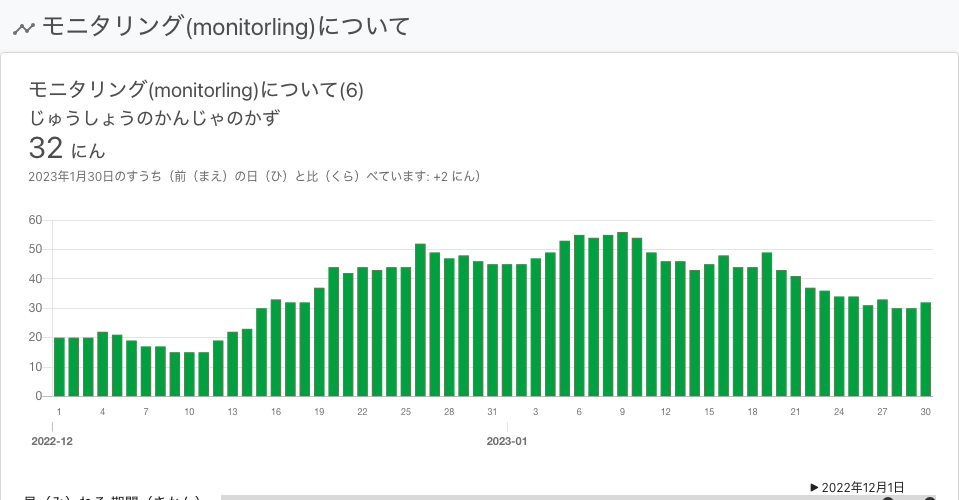 モニタリング(monitorling)について
モニタリング(monitorling)について(6)
じゅうしょうのかんじゃのかず
32 にん
2023年1月30日のすうち（前（まえ）の日（ひ）と比（くら）べています: +2 にん）
60
50
40
30
20
10
0
1 4 7 10 13 16 19 22 25 28 31 3 6 9 12 15 18 21 24 27 30
2022-12 2023-01
▶ 2022年12月1日